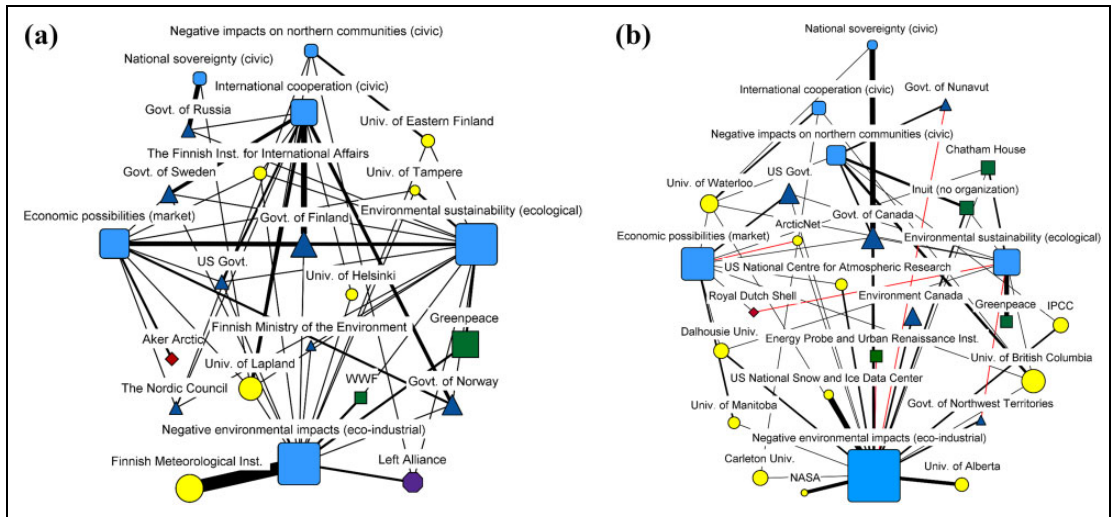 (a)
Negative impacts on northern communities (civic)
National sovereignty (civic)
International cooperation (civic)
Govt. of Russia
Univ. of Eastern Finland
The Finnish Inst. for International Affairs
Govt. of Sweden
Univ. of Tampere
Economic possibilities (market)
Govt. of Finland
Environmental sustainability (ecological)
US Govt.
Univ. of Helsinki
Finnish Ministry of the Environment
Greenpeace
Aker Arctic
Univ. of Lapland
WWF
The Nordic Council
Govt. of Norway
Negative environmental impacts (eco-industrial)
Finnish Meteorological Inst.
Left Alliance
(b)
National sovereignty (civic)
International cooperation (civic)
Govt. of Nunavut
Negative impacts on northern communities (civic)
Chatham House
US Govt.
Univ. of Waterloo
Inuit (no organization)
ArcticNet
Govt. of Canada
Economic possibilities (market)
Environmental sustainability (ecological)
US National Centre for Atmospheric Research
Royal Dutch Shell
Environment Canada
Greenpeace
IPCC
Dalhousie Univ.
Energy Probe and Urban Renaissance Inst.
Univ. of British Columbia
US National Snow and Ice Data Center
Univ. of Manitoba
Govt. of Northwest Territories
Negative environmental impacts (eco-industrial)
Carleton Univ.
NASA
Univ. of Alberta